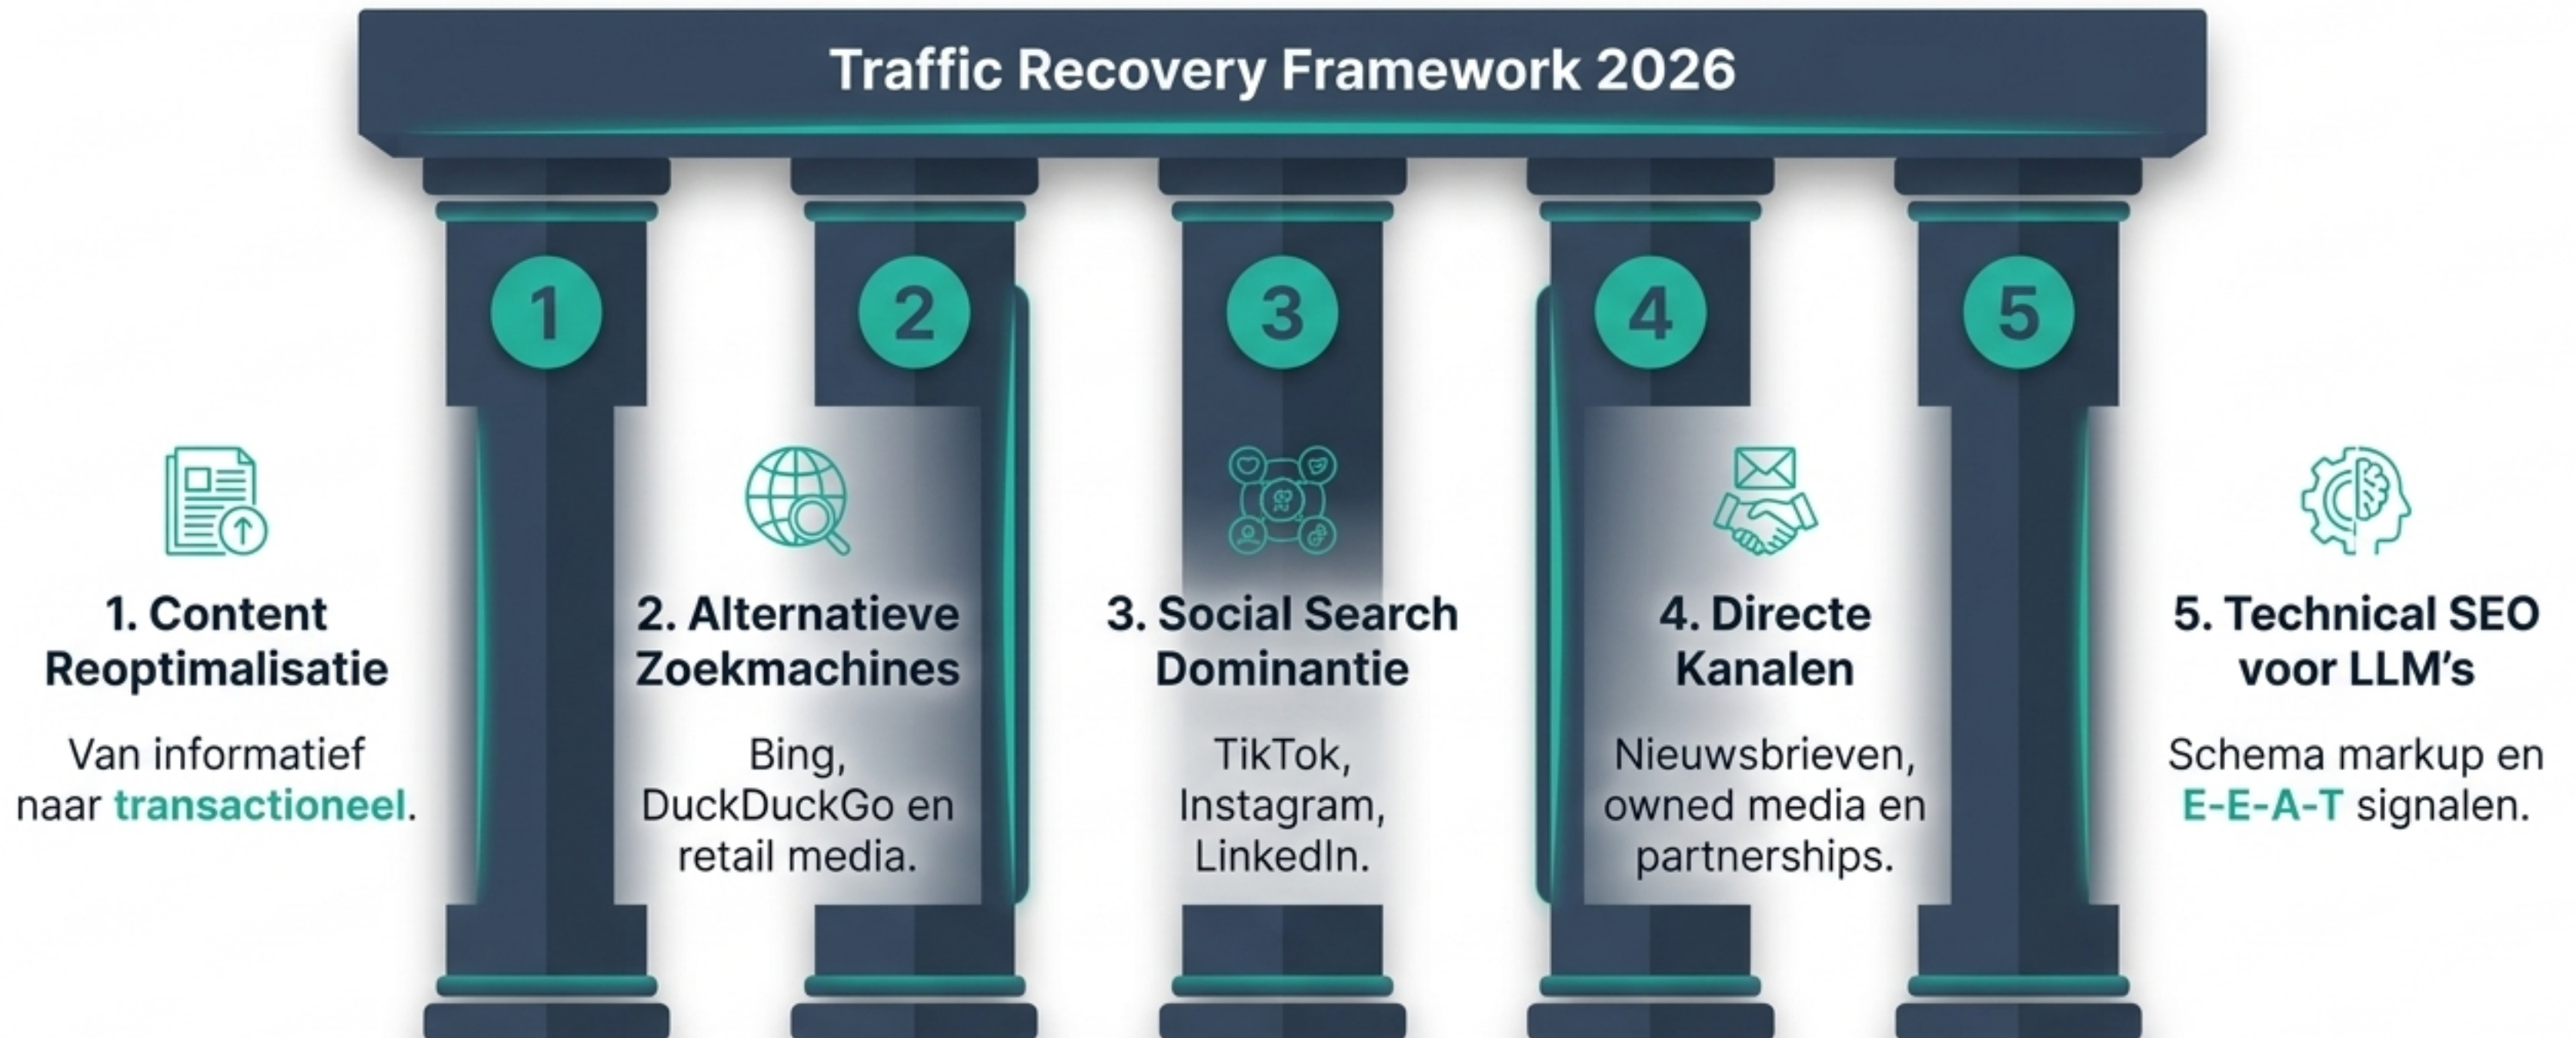 Traffic Recovery Framework 2026
1
2
3
4
5
1. Content
Reoptimalisatie
Van informatief
naar transactioneel.
2. Alternatieve
Zoekmachines
Bing,
DuckDuckGo en
retail media.
3. Social Search
Dominantie
TikTok,
Instagram,
LinkedIn.
4. Directe
Kanalen
Nieuwsbrieven,
owned media en
partnerships.
5. Technical SEO
voor LLM’s
Schema markup en
E-E-A-T signalen.